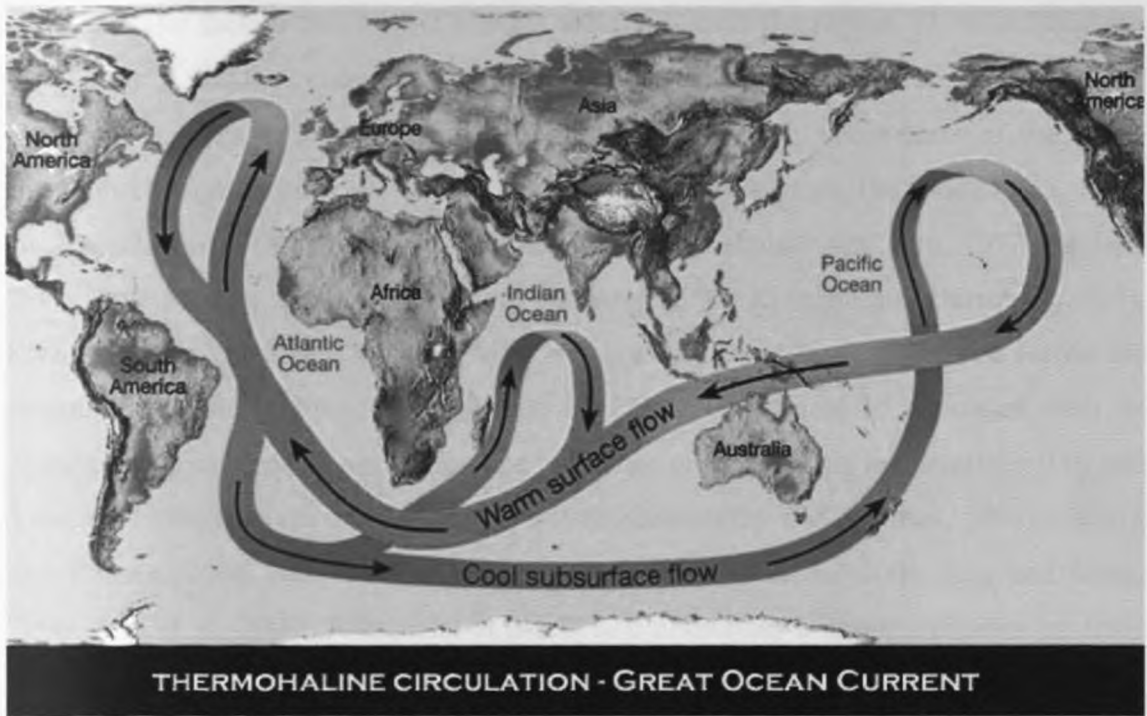 North
America
Europe
Asia
North
America
Africa
Indian
Ocean
Pacific
Ocean
Atlantic
Ocean
South
America
Australia
Warm surface flow
Cool subsurface flow
THERMOHALINE CIRCULATION - GREAT OCEAN CURRENT